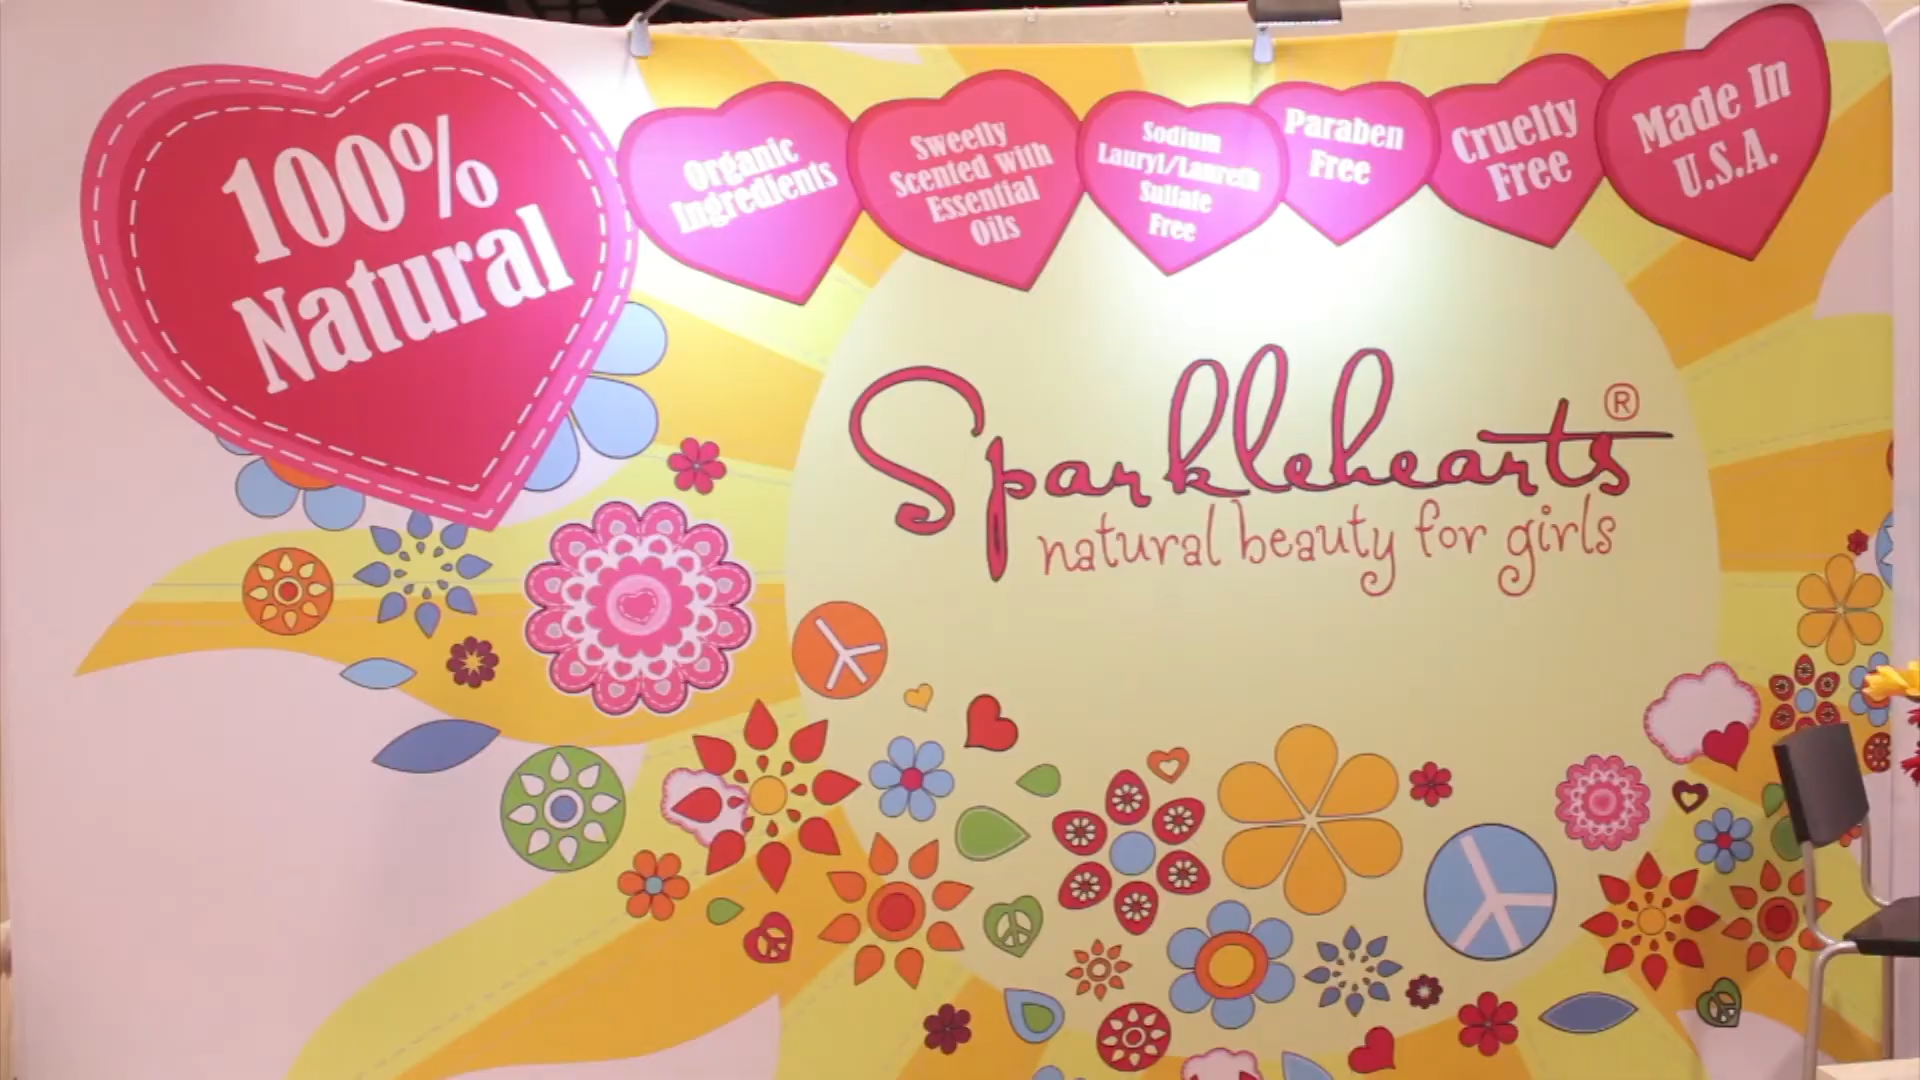 100%
Natural
Organic
Ingredients
Sweetly
Scented with
Essential
Oils
Sodium
Lauryl/Laureth
Sulfate
Free
Paraben
Free
Cruelty
Free
Made In
U.S.A.
Sparklehearts®
natural beauty for girls